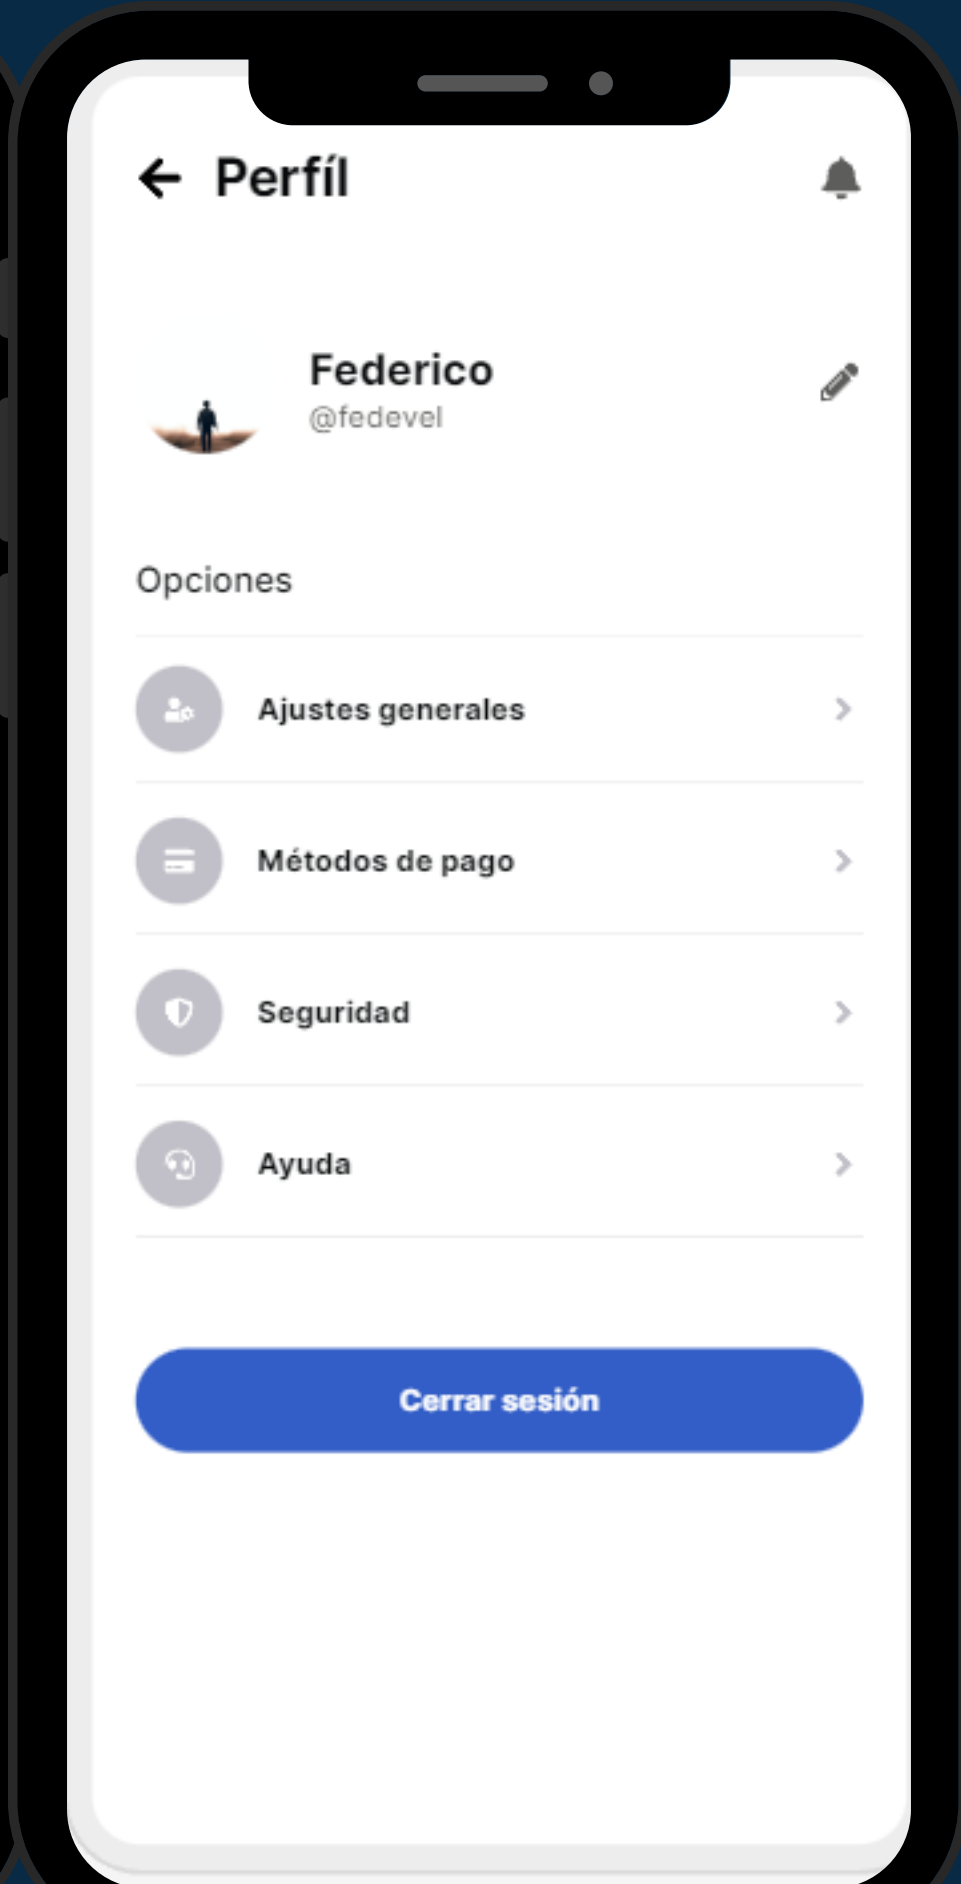 Perfíl
Federico
@fedevel
Opciones
Ajustes generales
Métodos de pago
Seguridad
Ayuda
Cerrar sesión